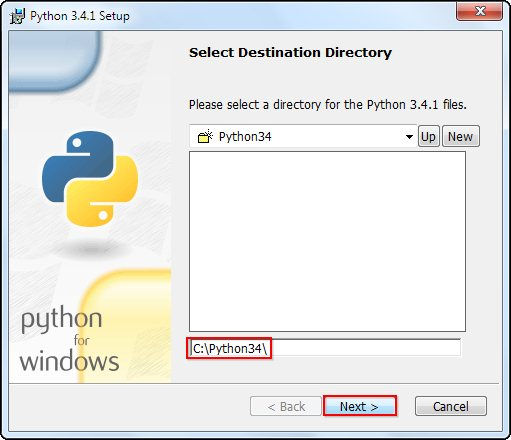 Python 3.4.1 Setup
Select Destination Directory
Please select a directory for the Python 3.4.1 files.
Python34
Up
New
C:\Python34\
python
for
windows
< Back
Next >
Cancel